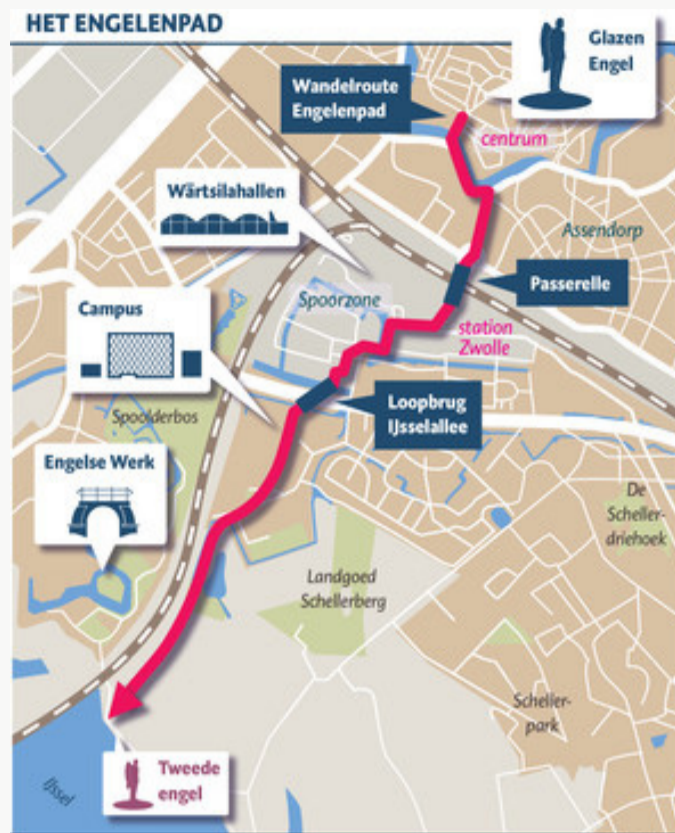 HET ENGELENPAD
Glazen
Engel
Wandelroute
Engelenpad
centrum
Wärtsilahallen
Assendorp
Passerelle
Spoorzone
Campus
station
Zwolle
Loopbrug
IJsselallee
Spoolderbos
Engelse Werk
De
Scheller-
driehoek
Landgoed
Schellerberg
Scheller-
park
Tweede
engel
IJssel